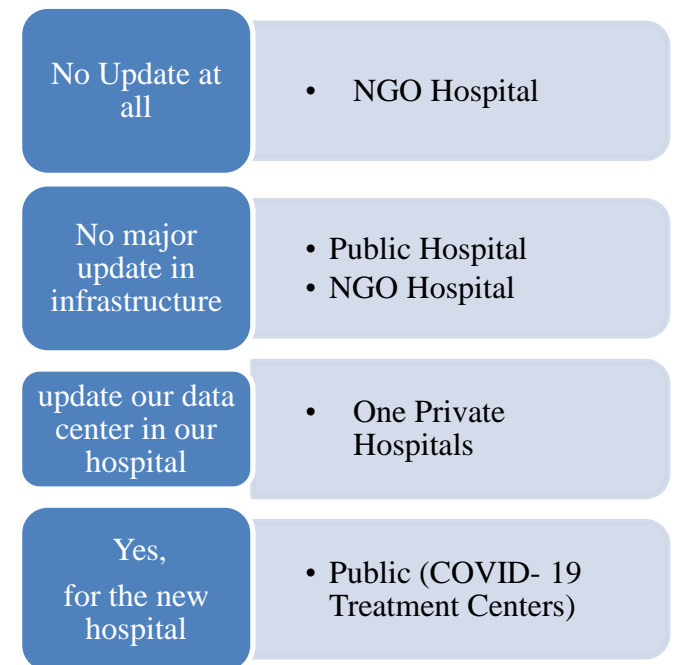 No Update at
all
• NGO Hospital
No major
update in
infrastructure
• Public Hospital
• NGO Hospital
update our data
center in our
hospital
• One Private
Hospitals
Yes,
for the new
hospital
• Public (COVID- 19
Treatment Centers)